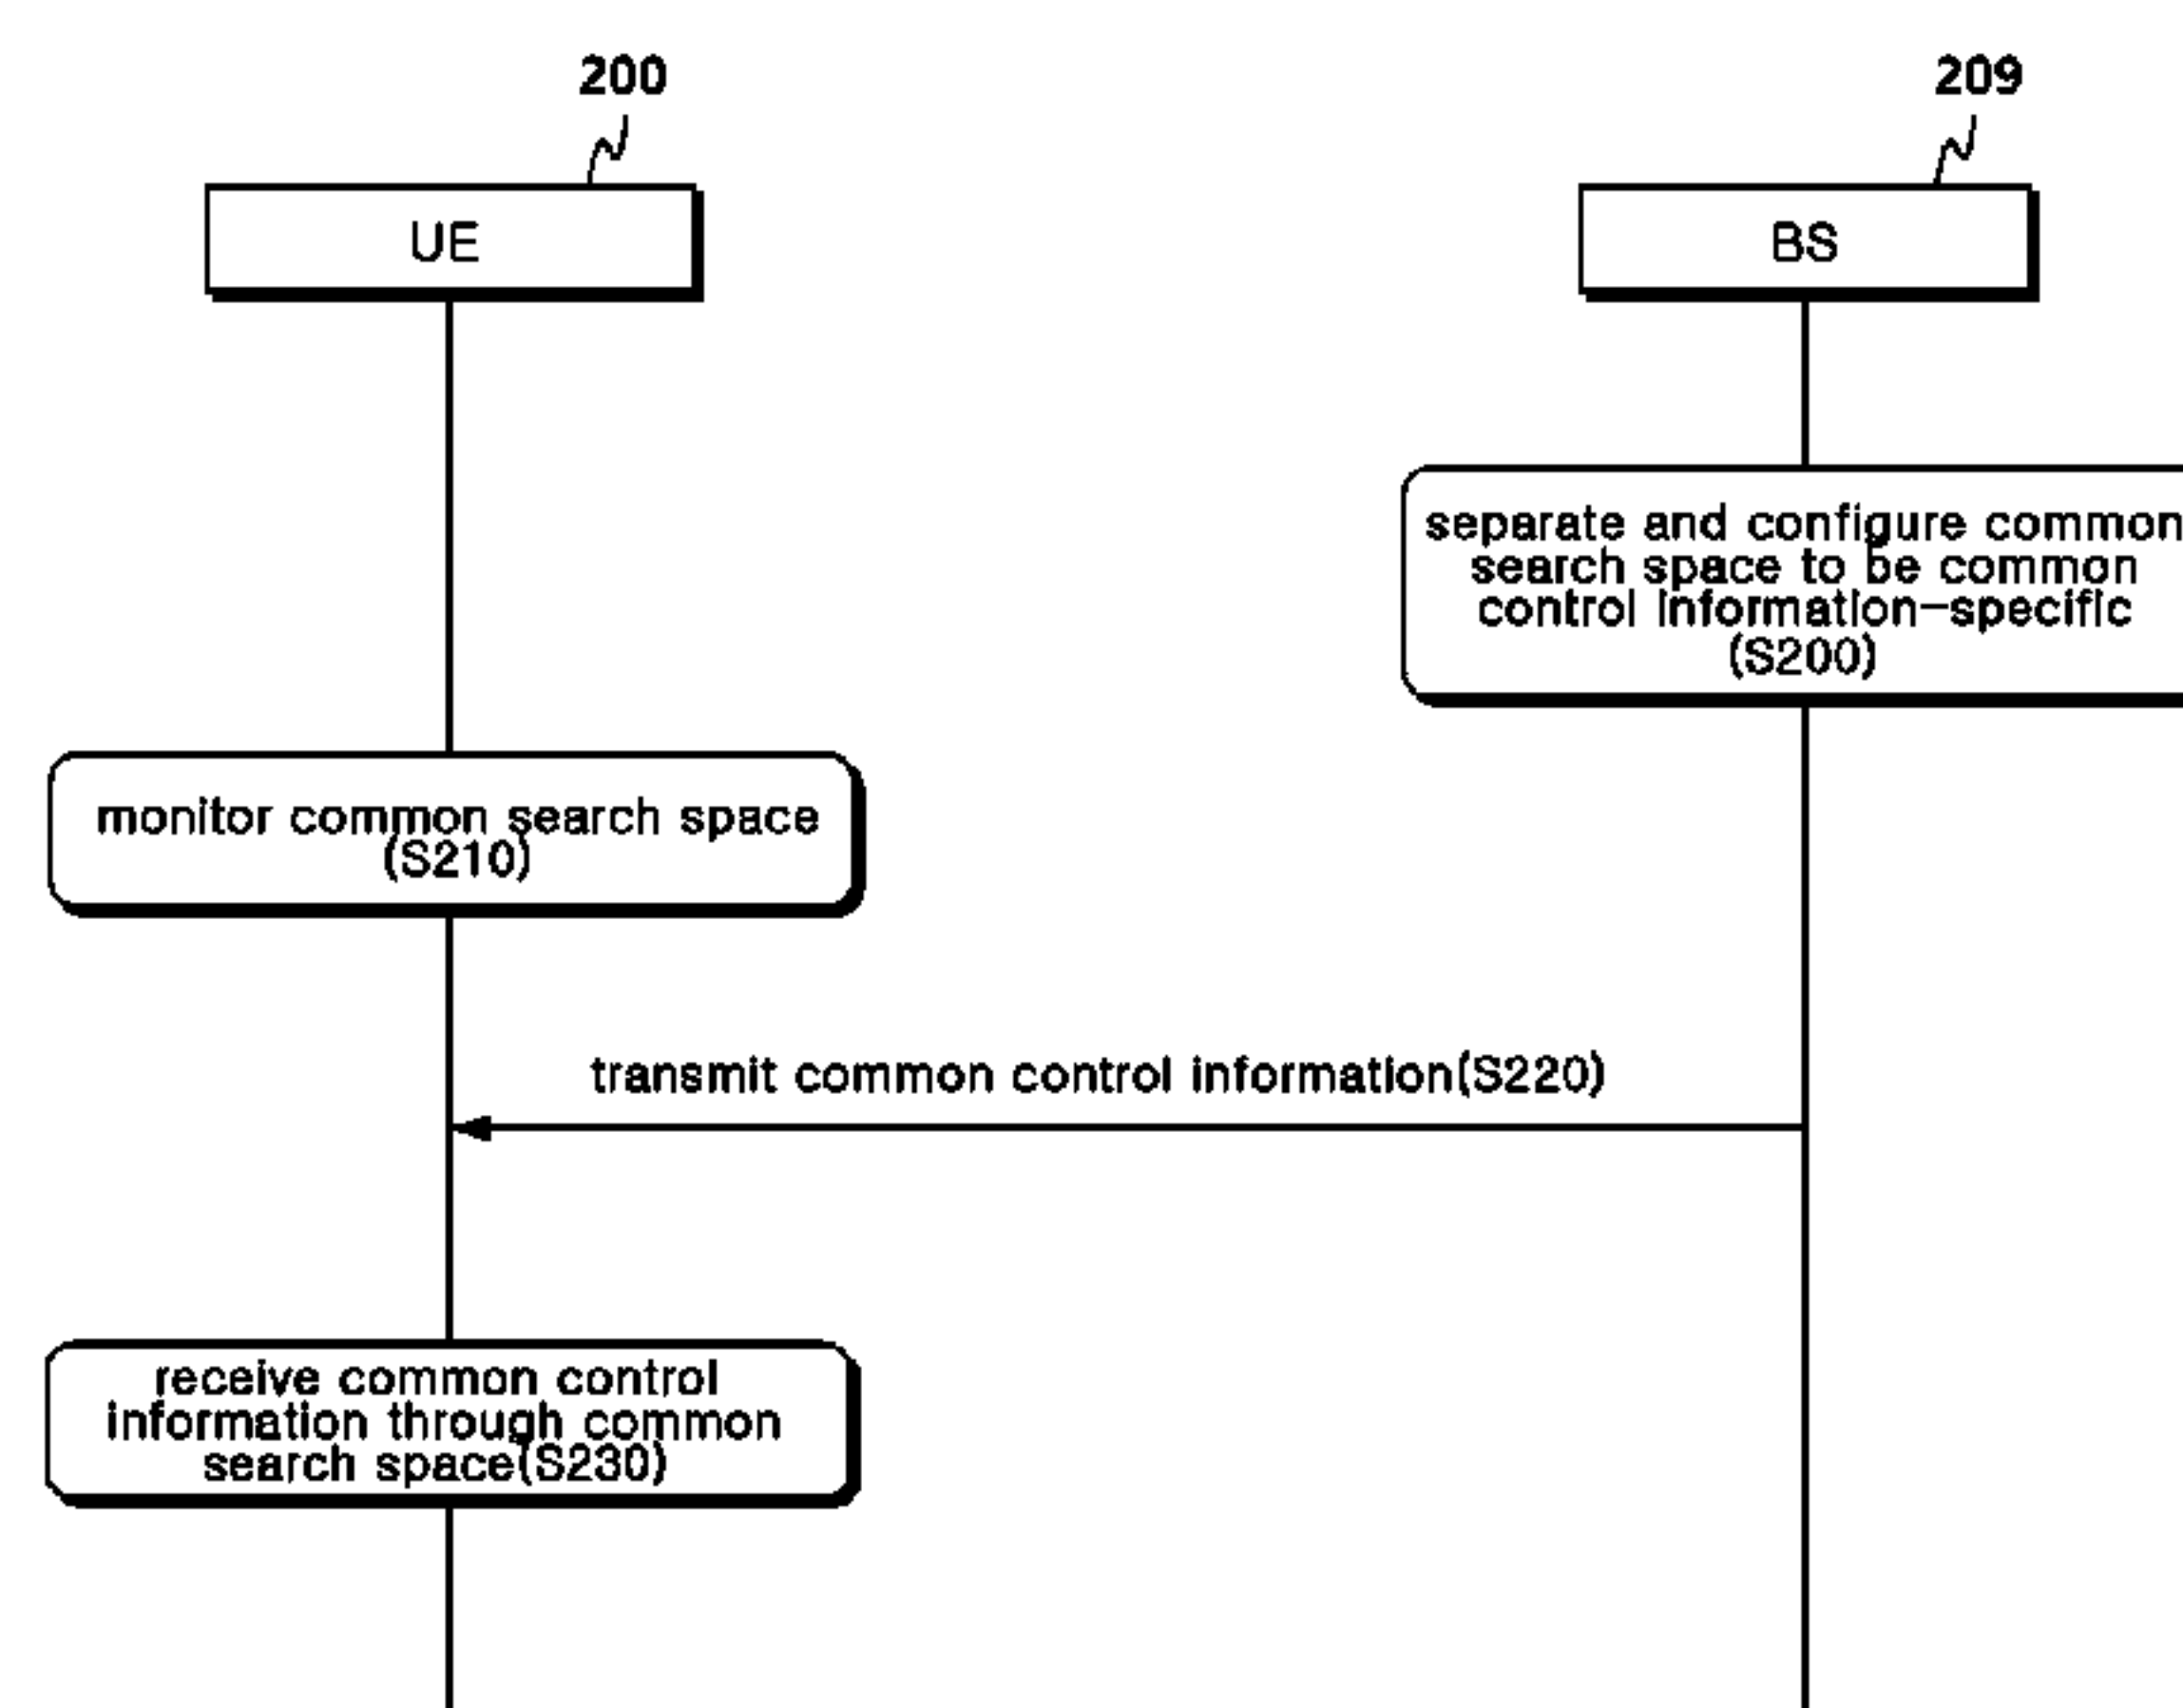 200
209
UE
BS
separate and configure common
search space to be common
control information-specific
(S200)
monitor common search space
(S210)
transmit common control information(S220)
receive common control
information through common
search space(S230)